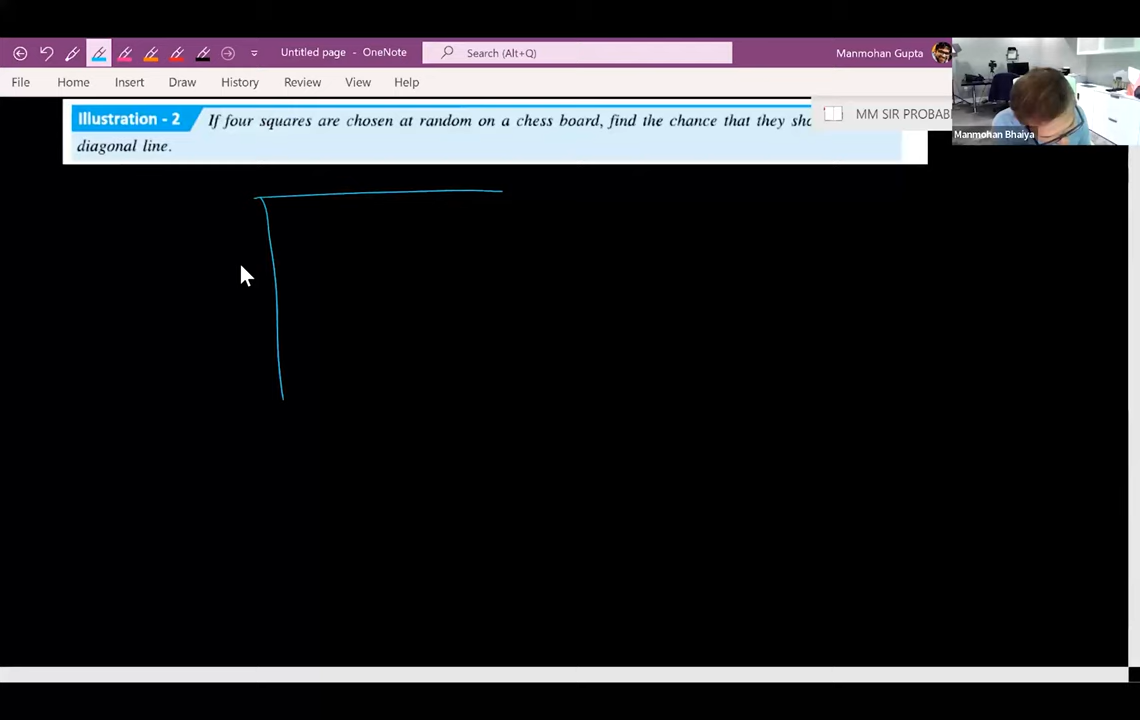 Untitled page - OneNote
Search (Alt+Q)
Manmohan Gupta
File Home Insert Draw History Review View Help
Illustration - 2 If four squares are chosen at random on a chess board, find the chance that they
diagonal line.
MM SIR PROBAB
Manmohan Bhaiya